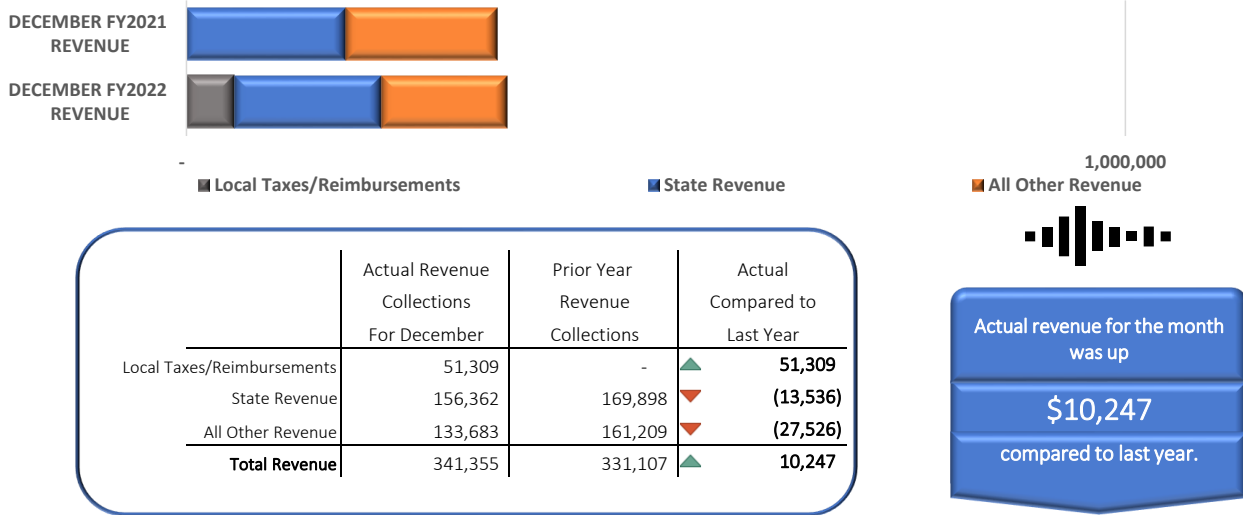 DECEMBER FY2021
REVENUE
DECEMBER FY2022
REVENUE
-
1,000,000
Local Taxes/Reimbursements
State Revenue
All Other Revenue
Actual Revenue Prior Year Actual
Collections Revenue Compared to
For December Collections Last Year
Local Taxes/Reimbursements 51,309 - 51,309
State Revenue 156,362 169,898 (13,536)
All Other Revenue 133,683 161,209 (27,526)
Total Revenue 341,355 331,107 10,247
Actual revenue for the month
was up
$10,247
compared to last year.